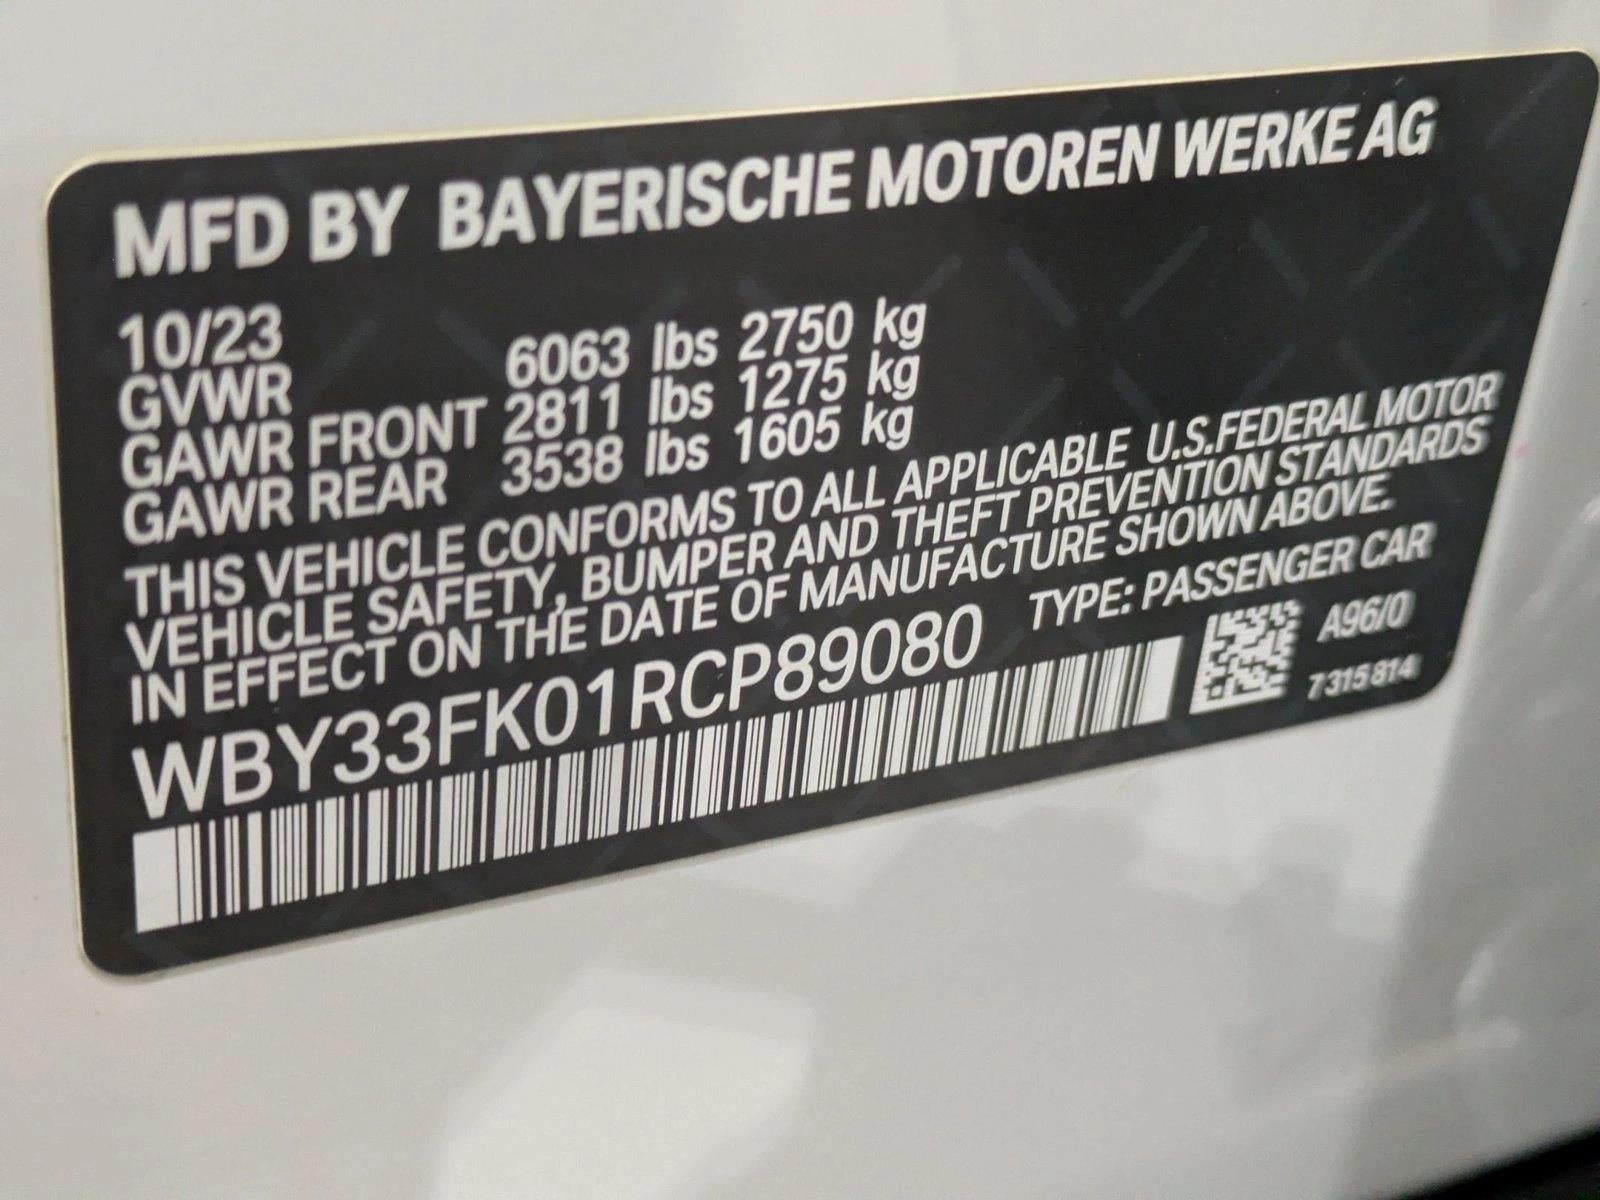 MFD BY BAYERISCHE MOTOREN WERKE AG
10/23
GVWR 6063 lbs 2750 kg
GAWR FRONT 2811 lbs 1275 kg
GAWR REAR 3538 lbs 1605 kg
THIS VEHICLE CONFORMS TO ALL APPLICABLE U.S.FEDERAL MOTOR
VEHICLE SAFETY, BUMPER AND THEFT PREVENTION STANDARDS
IN EFFECT ON THE DATE OF MANUFACTURE SHOWN ABOVE.
WBY33FK01RCP89080 TYPE: PASSENGER CAR
A96/0
7315814